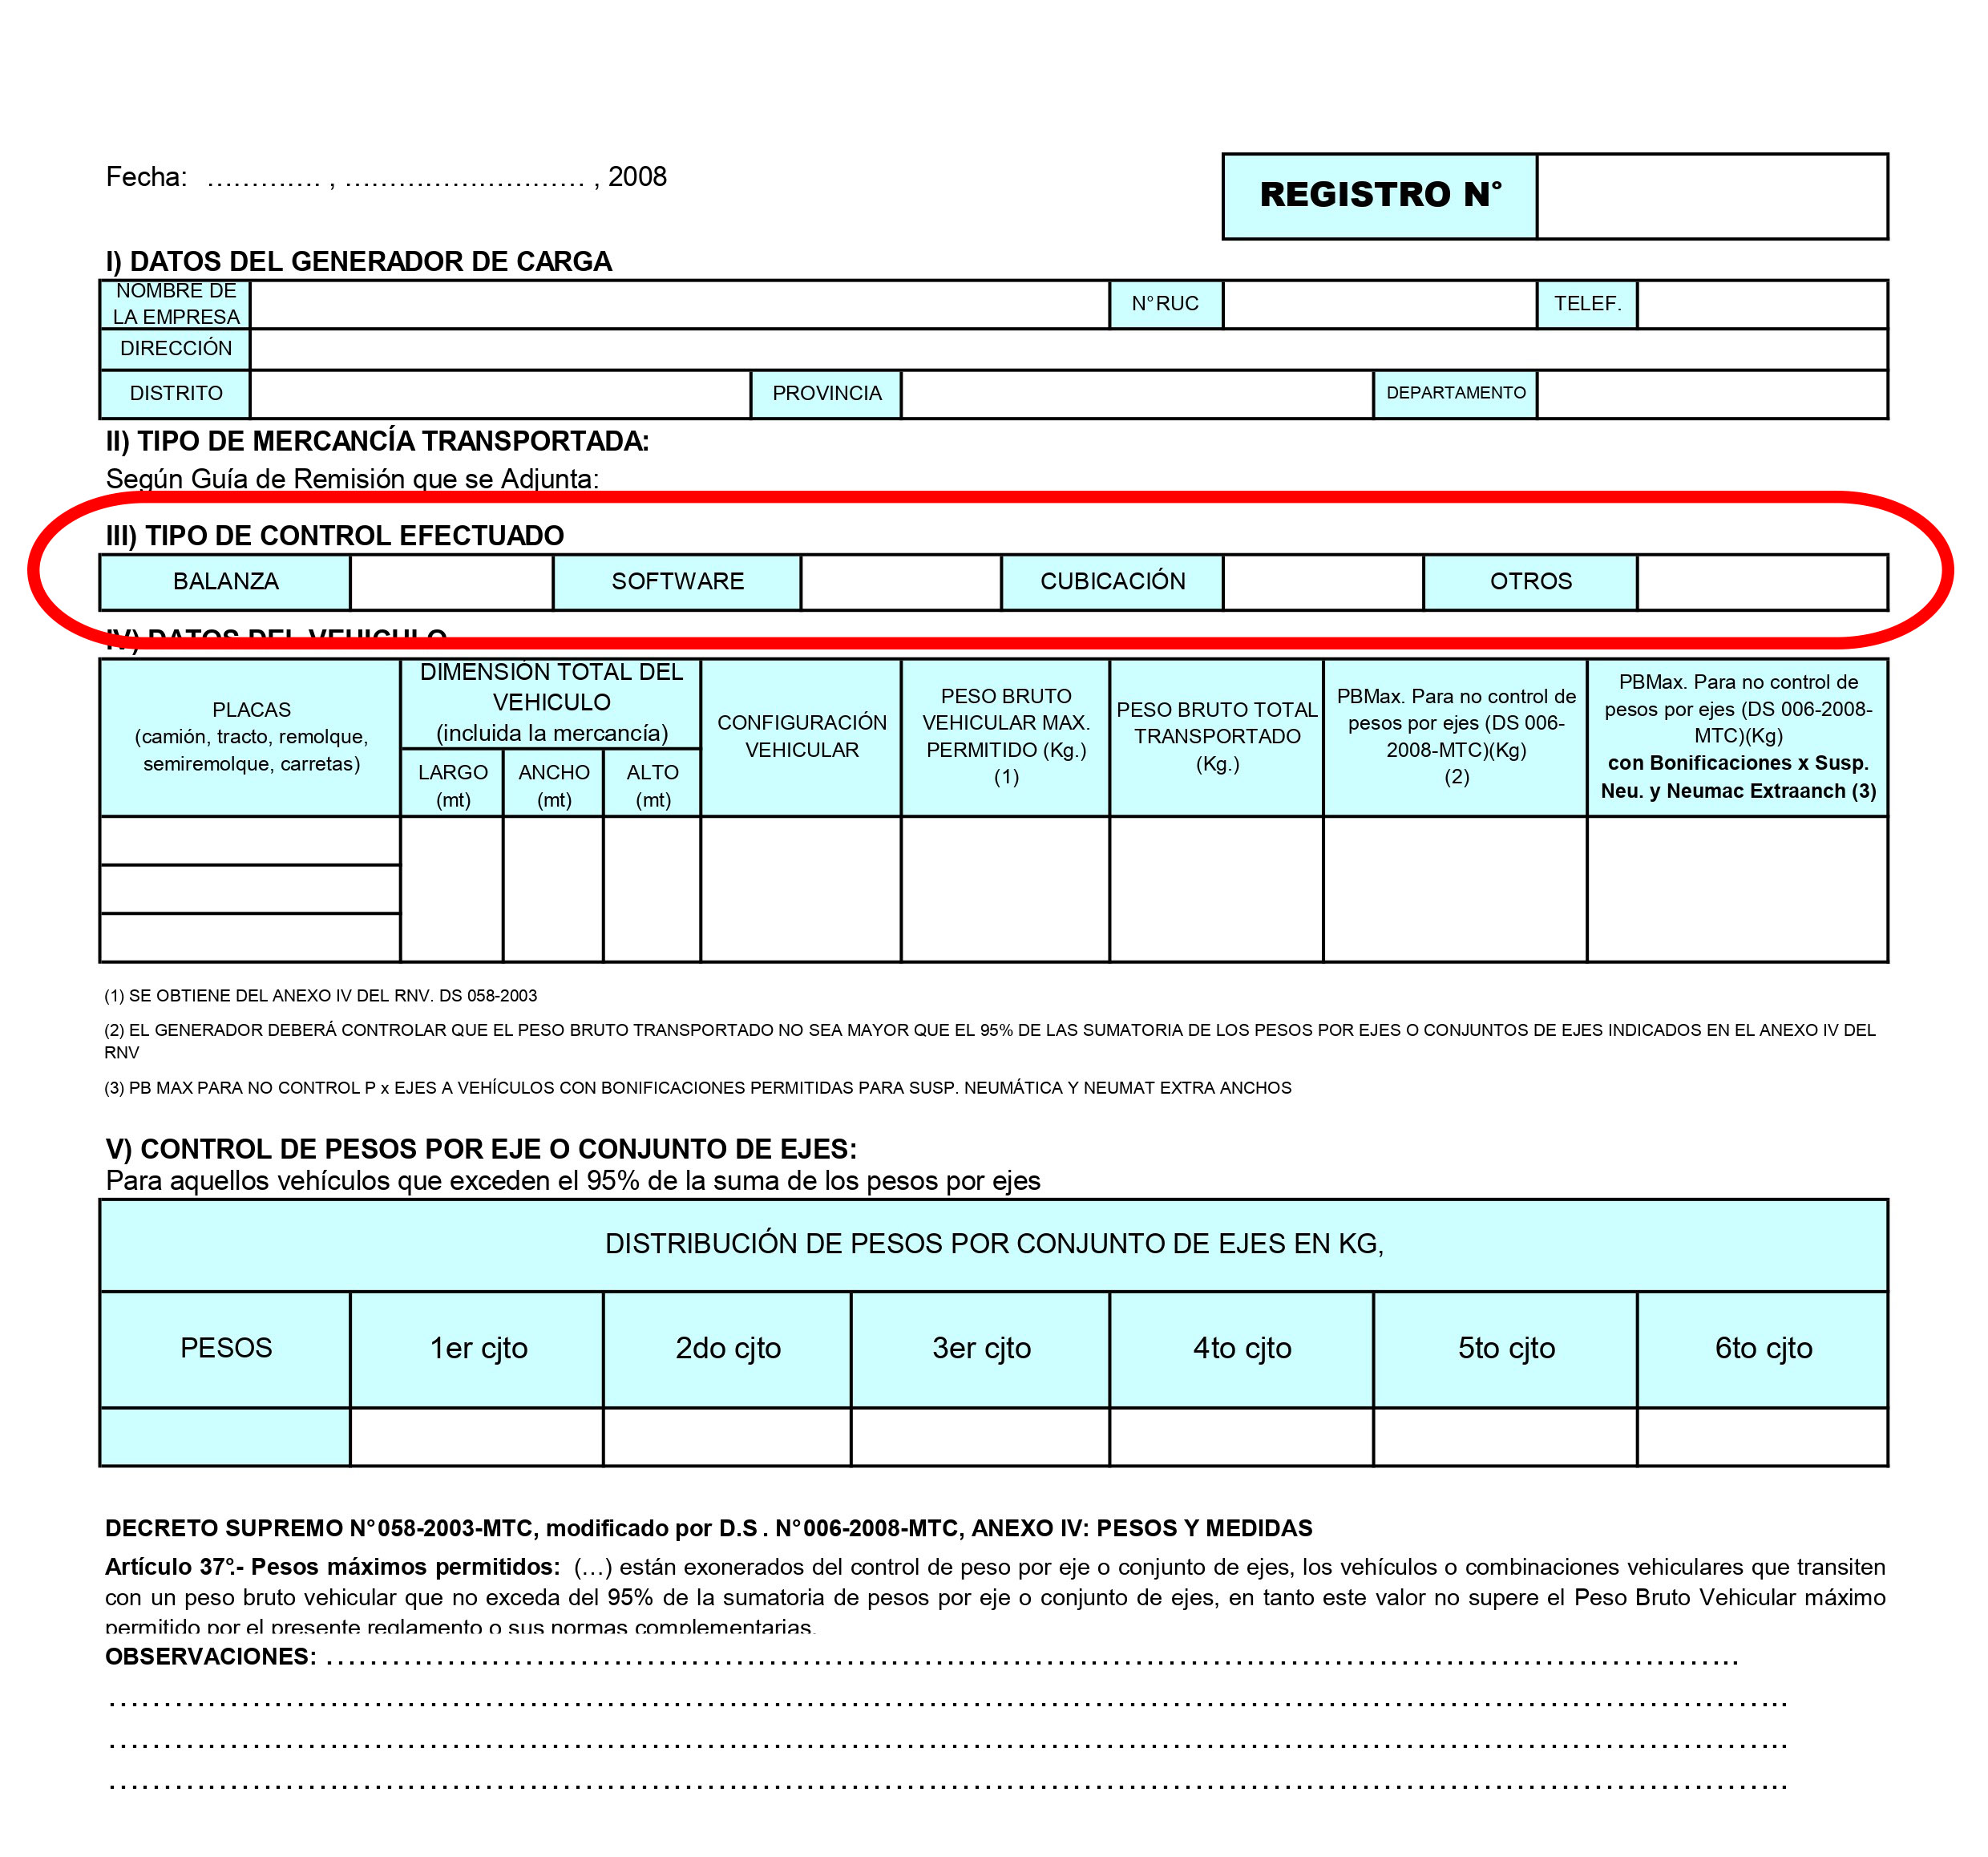 Fecha: …………. , ……………………… , 2008
REGISTRO N°
I) DATOS DEL GENERADOR DE CARGA
NOMBRE DE
LA EMPRESA
N° RUC
TELEF.
DIRECCIÓN
DISTRITO
PROVINCIA
DEPARTAMENTO
II) TIPO DE MERCANCÍA TRANSPORTADA:
Según Guía de Remisión que se Adjunta:
III) TIPO DE CONTROL EFECTUADO
BALANZA
SOFTWARE
CUBICACIÓN
OTROS
IV) DATOS DEL VEHICULO
PLACAS
(camión, tracto, remolque,
semiremolque, carretas)
DIMENSIÓN TOTAL DEL
VEHICULO
(incluida la mercancía)
LARGO
(mt)
ANCHO
(mt)
ALTO
(mt)
CONFIGURACIÓN
VEHICULAR
PESO BRUTO
VEHICULAR MAX.
PERMITIDO (Kg.)
(1)
PESO BRUTO TOTAL
TRANSPORTADO
(Kg.)
PBMax. Para no control de
pesos por ejes (DS 006-
2008-MTC)(Kg)
(2)
PBMax. Para no control de
pesos por ejes (DS 006-2008-
MTC)(Kg)
con Bonificaciones x Susp.
Neu. y Neumac Extraanch (3)
(1) SE OBTIENE DEL ANEXO IV DEL RNV. DS 058-2003
(2) EL GENERADOR DEBERÁ CONTROLAR QUE EL PESO BRUTO TRANSPORTADO NO SEA MAYOR QUE EL 95% DE LAS SUMATORIA DE LOS PESOS POR EJES O CONJUNTOS DE EJES INDICADOS EN EL ANEXO IV DEL
RNV
(3) PB MAX PARA NO CONTROL P x EJES A VEHÍCULOS CON BONIFICACIONES PERMITIDAS PARA SUSP. NEUMÁTICA Y NEUMAT EXTRA ANCHOS
V) CONTROL DE PESOS POR EJE O CONJUNTO DE EJES:
Para aquellos vehículos que exceden el 95% de la suma de los pesos por ejes
DISTRIBUCIÓN DE PESOS POR CONJUNTO DE EJES EN KG,
PESOS
1er cjto
2do cjto
3er cjto
4to cjto
5to cjto
6to cjto
DECRETO SUPREMO N° 058-2003-MTC, modificado por D.S . N° 006-2008-MTC, ANEXO IV: PESOS Y MEDIDAS
Artículo 37°.- Pesos máximos permitidos: (…) están exonerados del control de peso por eje o conjunto de ejes, los vehículos o combinaciones vehiculares que transiten
con un peso bruto vehicular que no exceda del 95% de la sumatoria de pesos por eje o conjunto de ejes, en tanto este valor no supere el Peso Bruto Vehicular máximo
permitido por el presente reglamento o sus normas complementarias.
OBSERVACIONES: ……………………………………………………………………………………………